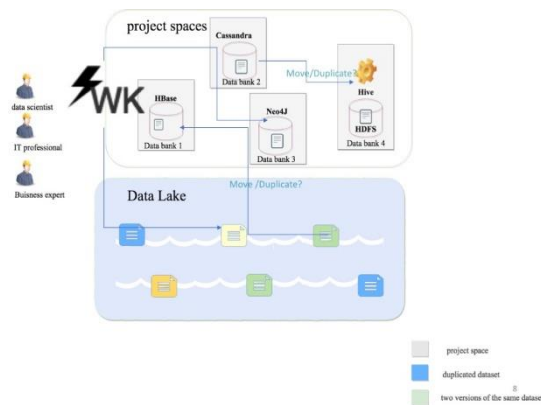 project spaces
Cassandra
Data bank 2
Move/Duplicate?
Hive
HDFS
Data bank 4
HBase
Data bank 1
Neo4J
Data bank 3
WK
data scientist
IT professional
Buisness expert
Move /Duplicate?
Data Lake
project space
duplicated dataset
8
two versions of the same datase